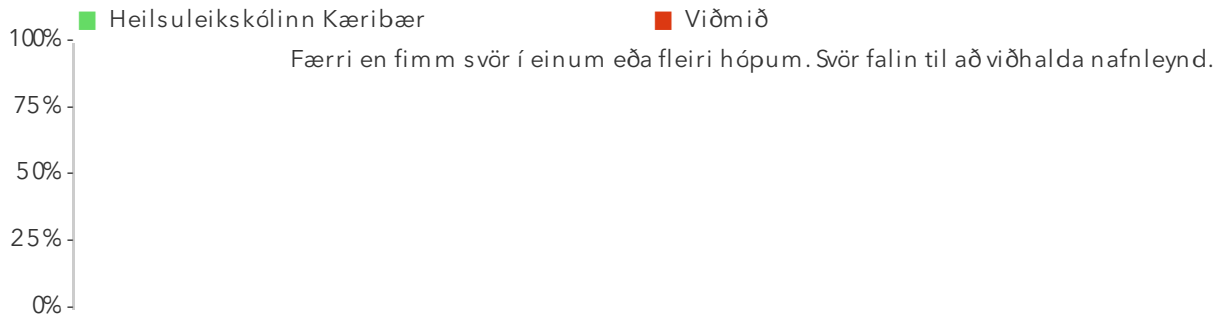 Heilsuleikskólinn Kæribær
Viðmið
100%
Færri en fimm svör í einum eða fleiri hópum. Svör falin til að viðhalda nafnleynd.
75%
50%
25%
0%